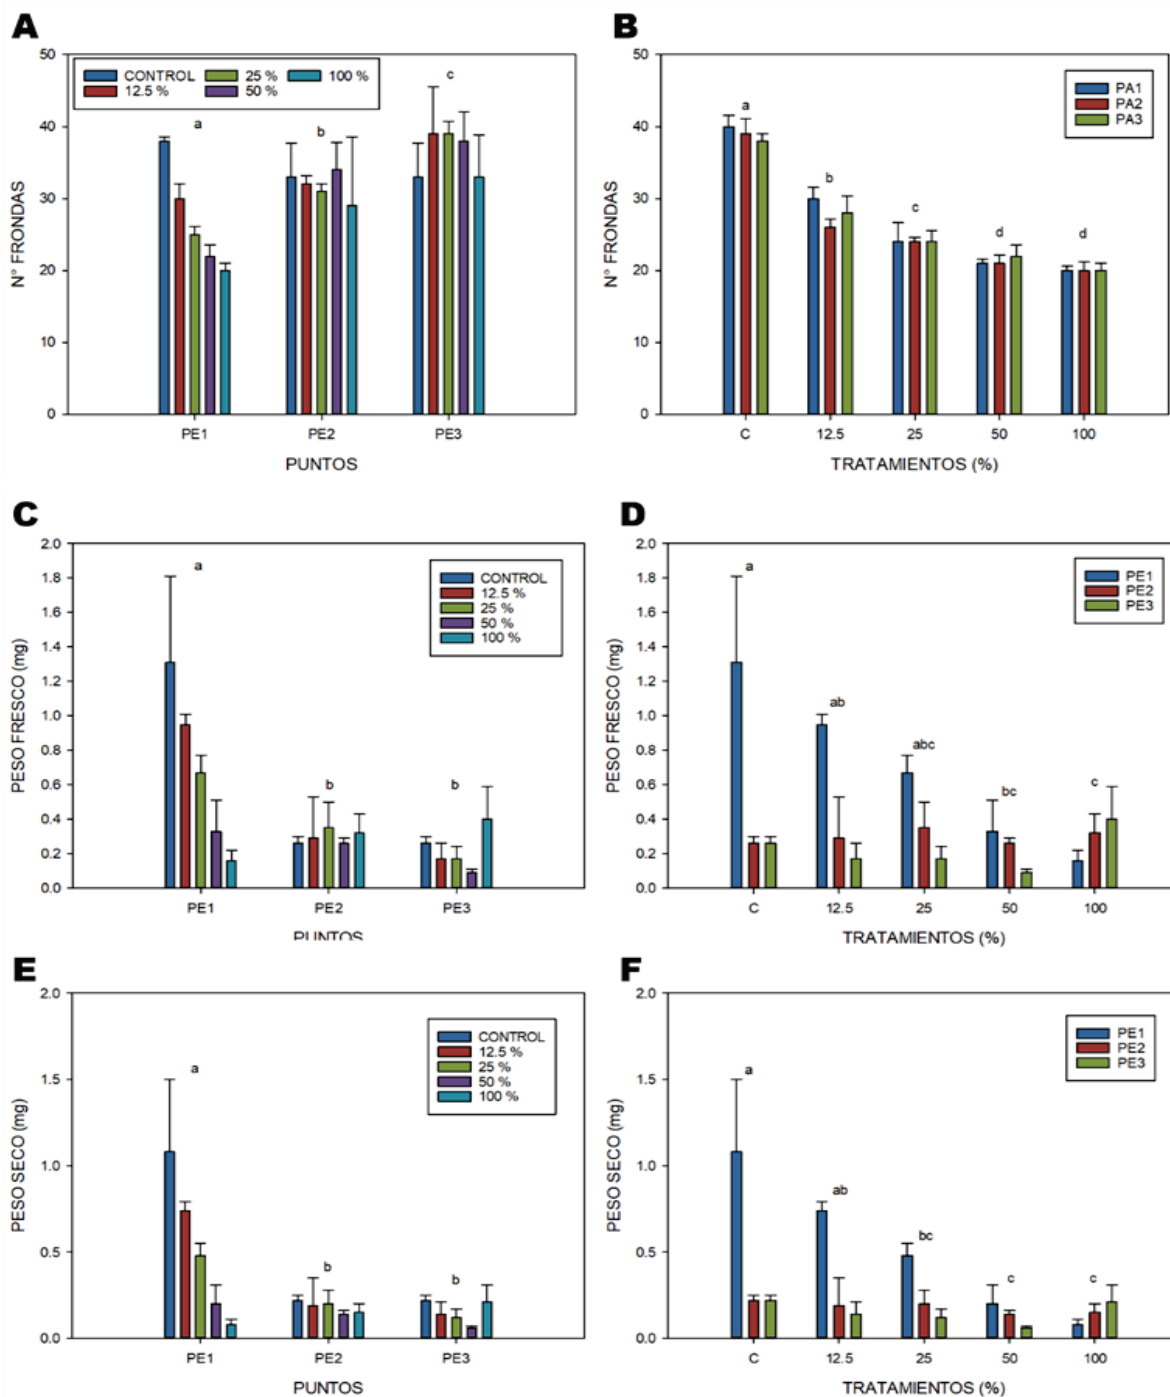 A
50
40
30
20
10
0
N° FRONDAS
CONTROL
12.5 %
25 %
50 %
100 %
a
b
c
PE1
PE2
PE3
PUNTOS
B
50
40
30
20
10
0
N° FRONDAS
PA1
PA2
PA3
a
b
c
d
d
C
12.5
25
50
100
TRATAMIENTOS (%)
C
2.0
1.8
1.6
1.4
1.2
1.0
0.8
0.6
0.4
0.2
0.0
PESO FRESCO (mg)
CONTROL
12.5 %
25 %
50 %
100 %
a
b
b
PE1
PE2
PE3
PUNTOS
D
2.0
1.8
1.6
1.4
1.2
1.0
0.8
0.6
0.4
0.2
0.0
PESO FRESCO (mg)
PE1
PE2
PE3
a
ab
abc
bc
c
C
12.5
25
50
100
TRATAMIENTOS (%)
E
2.0
1.5
1.0
0.5
0.0
PESO SECO (mg)
CONTROL
12.5 %
25 %
50 %
100 %
a
b
b
PE1
PE2
PE3
PUNTOS
F
2.0
1.5
1.0
0.5
0.0
PESO SECO (mg)
PE1
PE2
PE3
a
ab
bc
c
c
C
12.5
25
50
100
TRATAMIENTOS (%)